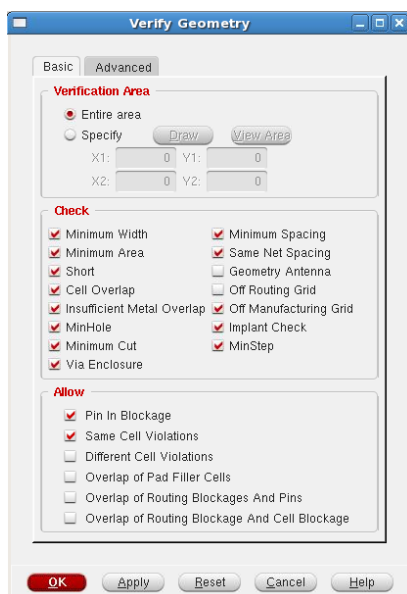 Verify Geometry
Basic Advanced
Verification Area
Entire area
Specify Draw View Area
X1: 0 Y1: 0
X2: 0 Y2: 0
Check
Minimum Width Minimum Spacing
Minimum Area Same Net Spacing
Short Geometry Antenna
Cell Overlap Off Routing Grid
Insufficient Metal Overlap Off Manufacturing Grid
MinHole Implant Check
Minimum Cut MinStep
Via Enclosure
Allow
Pin In Blockage
Same Cell Violations
Different Cell Violations
Overlap of Pad Filler Cells
Overlap of Routing Blockages And Pins
Overlap of Routing Blockage And Cell Blockage
OK Apply Reset Cancel Help